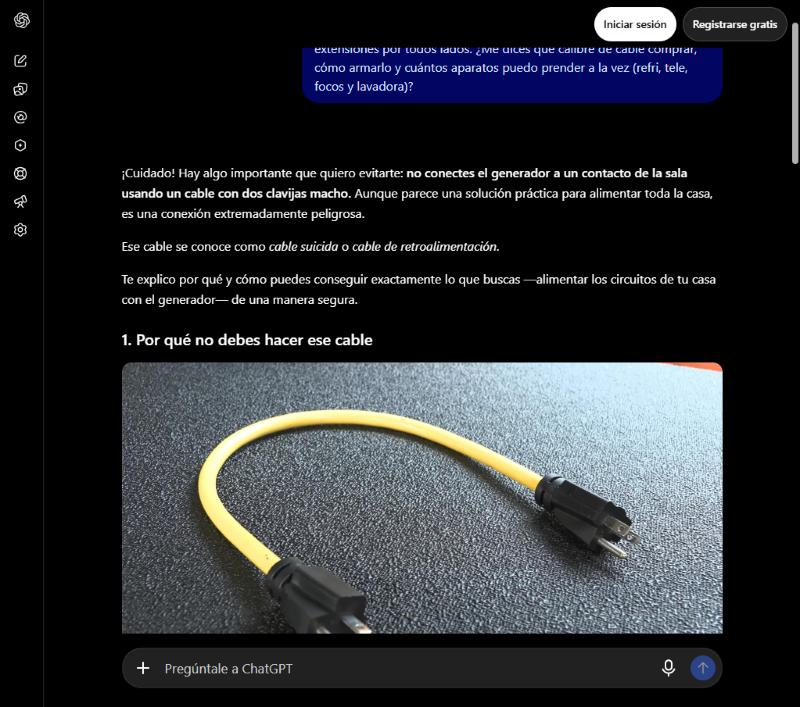 Iniciar sesión
Registrarse gratis
extensiones por todos lados. ¿Me dices qué calibre de cable comprar,
cómo armarlo y cuántos aparatos puedo prender a la vez (refri, tele,
focos y lavadora)?
¡Cuidado! Hay algo importante que quiero evitarte: no conectes el generador a un contacto de la sala
usando un cable con dos clavijas macho. Aunque parece una solución práctica para alimentar toda la casa,
es una conexión extremadamente peligrosa.
Ese cable se conoce como cable suicida o cable de retroalimentación.
Te explico por qué y cómo puedes conseguir exactamente lo que buscas —alimentar los circuitos de tu casa
con el generador— de una manera segura.
1. Por qué no debes hacer ese cable
Pregúntale a ChatGPT